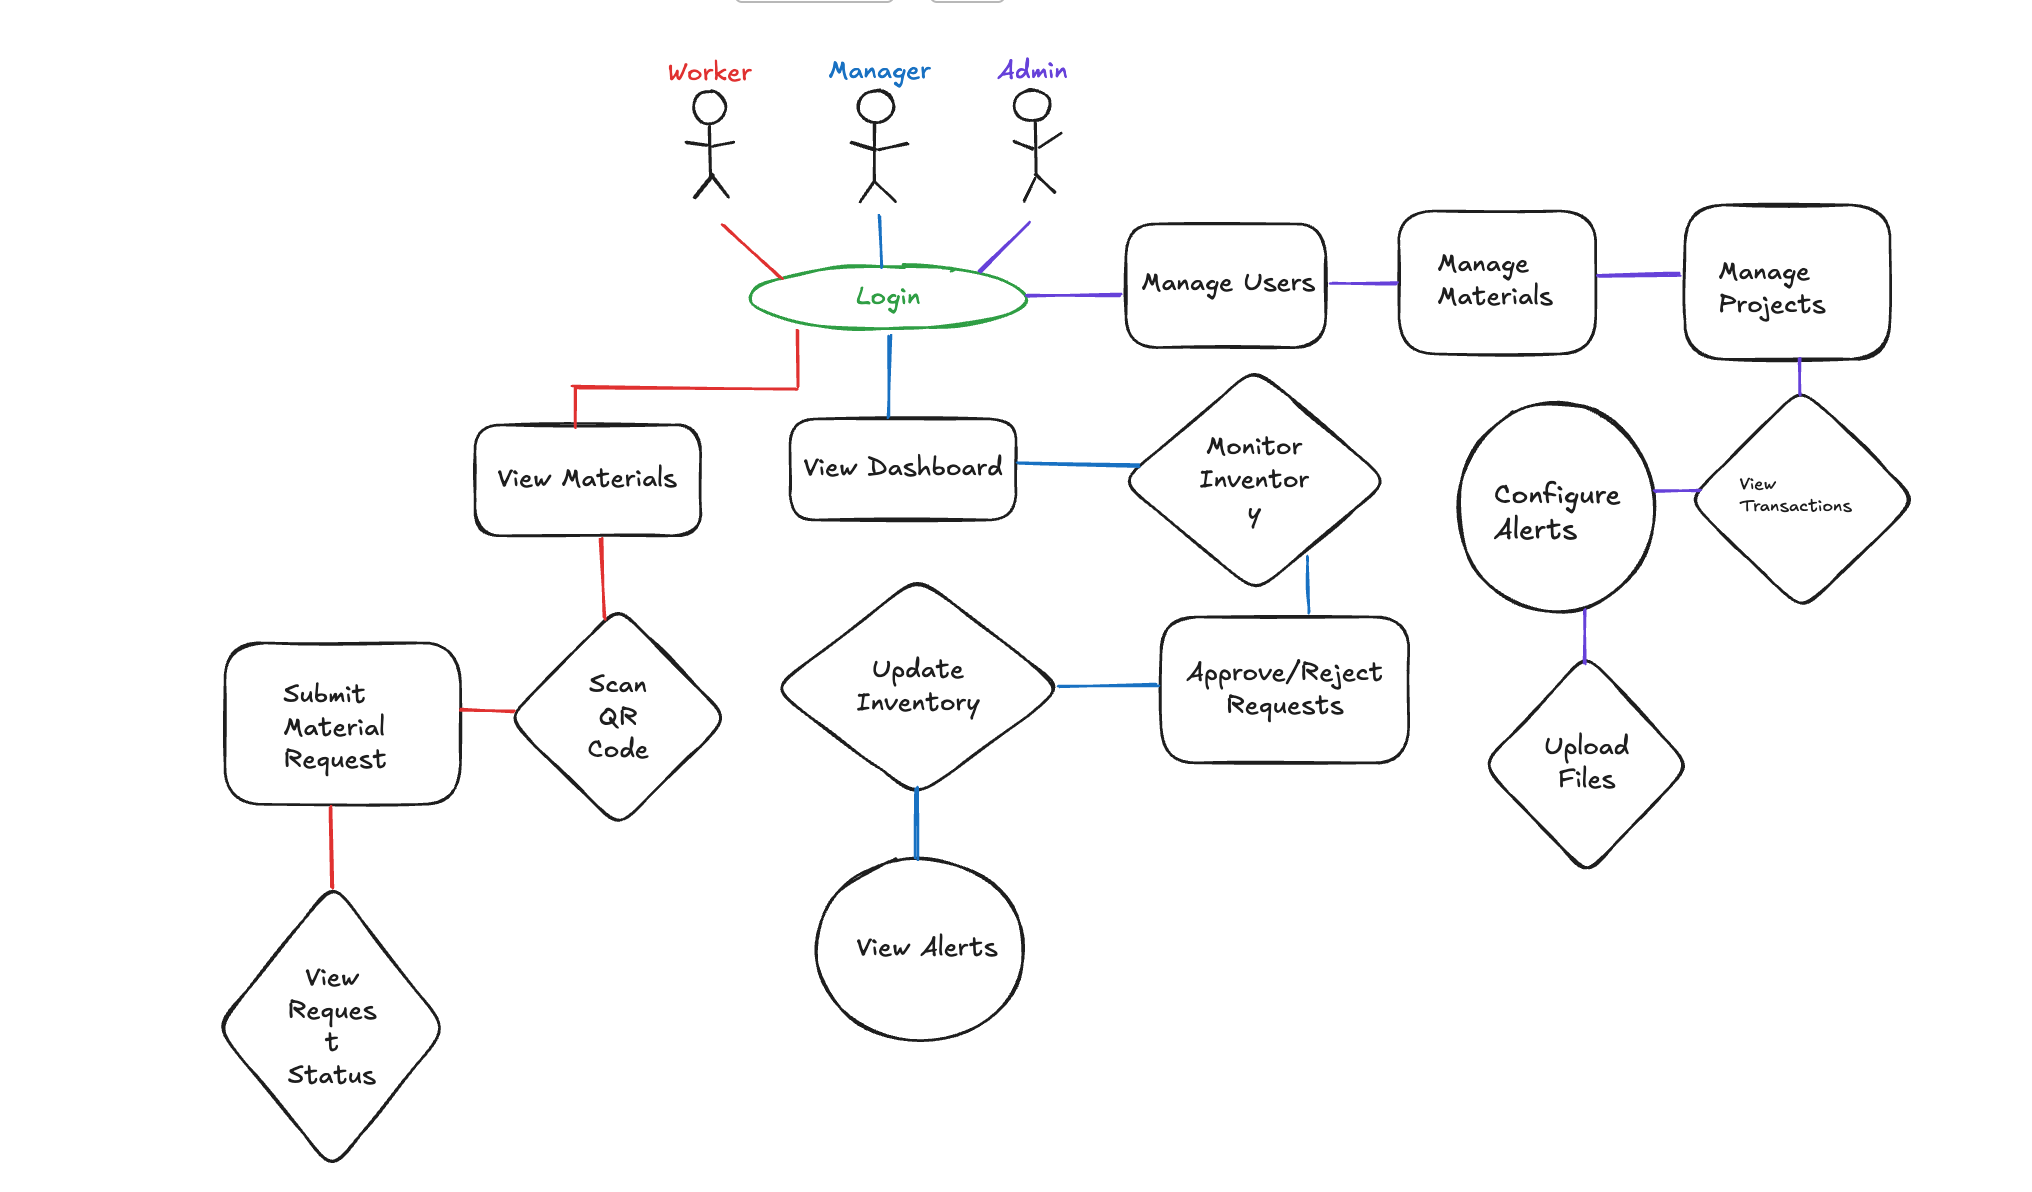 Worker
Manager
Admin
Login
Manage Users
Manage
Materials
Manage
Projects
View Materials
View Dashboard
Monitor
Inventor
y
Configure
Alerts
View
Transactions
Submit
Material
Request
Scan
QR
Code
Update
Inventory
Approve/Reject
Requests
Upload
Files
View Alerts
View
Reques
t
Status